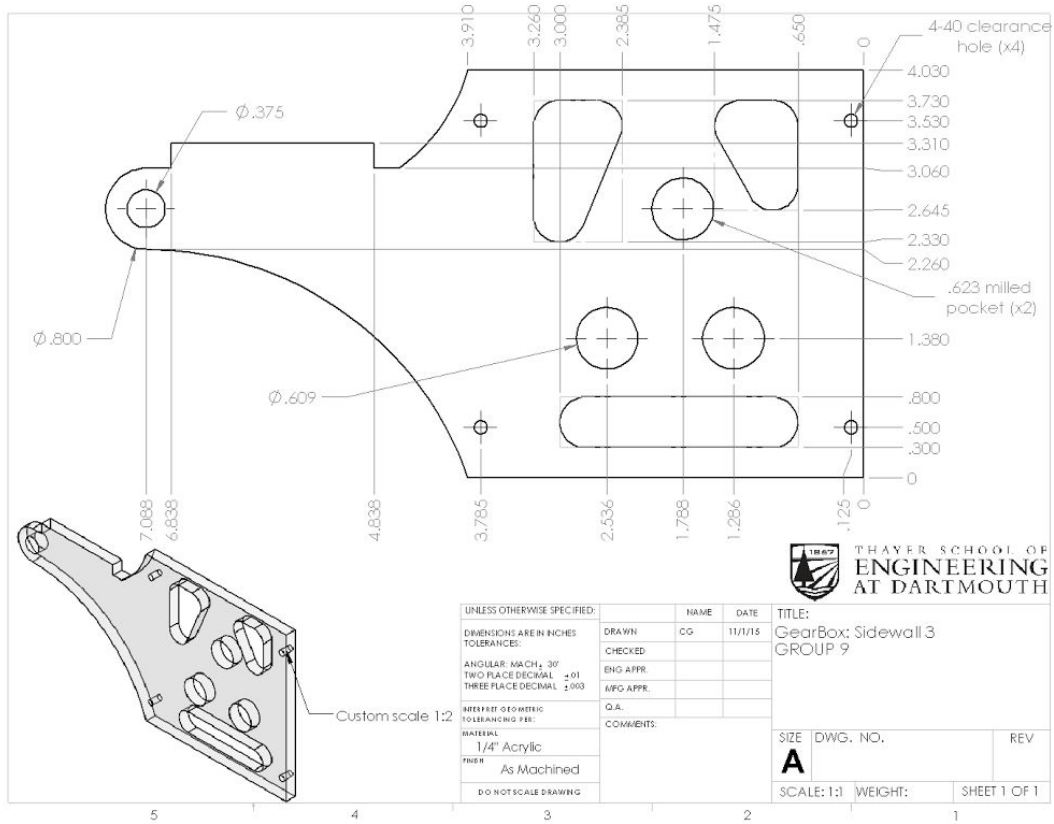 3.910
3.260
3.000
2.385
1.475
.650
0
4-40 clearance
hole (x4)
4.030
3.730
3.530
3.310
3.060
2.645
2.330
2.260
1.380
.800
.500
.300
0
Ø.375
Ø.800
Ø.609
.623 milled
pocket (x2)
7.088
6.838
4.838
3.785
2.536
1.788
1.286
.125
0
Custom scale 1:2
1867
THAYER SCHOOL OF
ENGINEERING
AT DARTMOUTH
UNLESS OTHERWISE SPECIFIED:
DIMENSIONS ARE IN INCHES
TOLERANCES:
ANGULAR: MACH± 30'
TWO PLACE DECIMAL ±.01
THREE PLACE DECIMAL ±.003
INTERPRET GEOMETRIC
TOLERANCING PER:
MATERIAL
1/4" Acrylic
FINISH
As Machined
DO NOT SCALE DRAWING
NAME DATE
DRAWN CG 11/1/15
CHECKED
ENG APPR.
MFG APPR.
Q.A.
COMMENTS:
TITLE:
GearBox: Sidewall 3
GROUP 9
SIZE DWG. NO. REV
A
SCALE: 1:1 WEIGHT: SHEET 1 OF 1
5 4 3 2 1